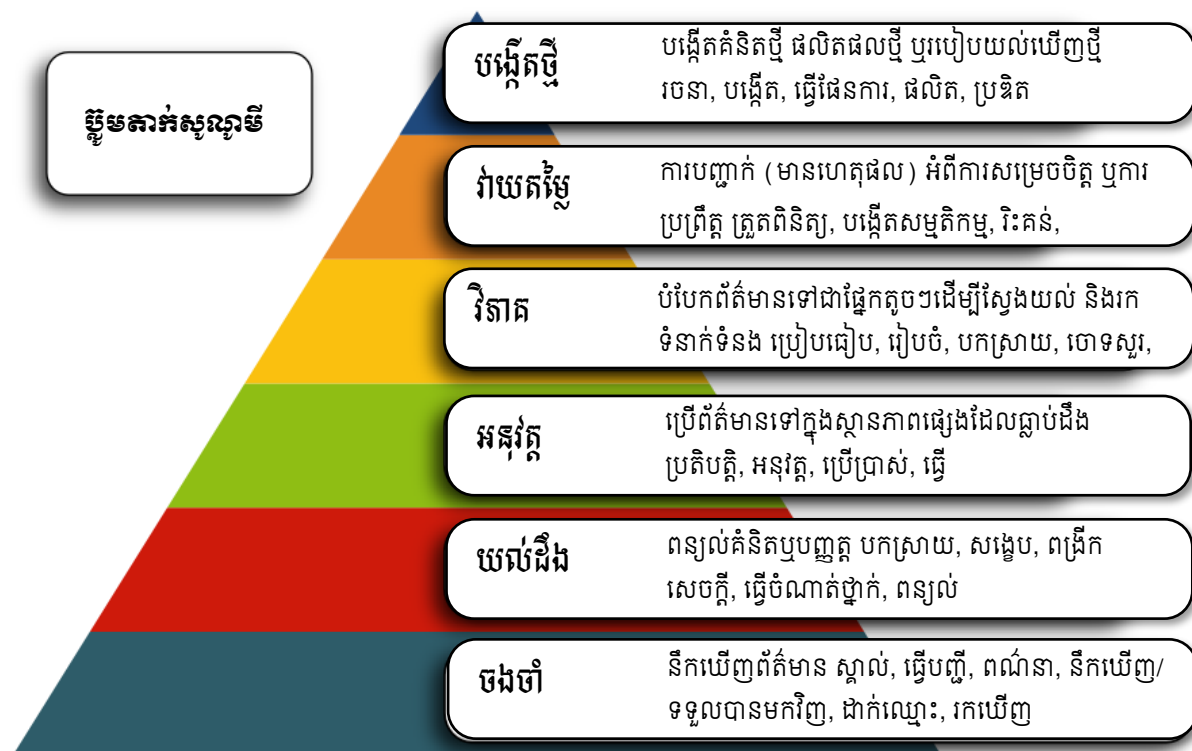 ប្លូមតាក់សូណូមី
បង្កើតថ្មី
បង្កើតគំនិតថ្មី ផលិតផលថ្មី ឬរបៀបយល់ឃើញថ្មី
រចនា, បង្កើត, ធ្វើផែនការ, ផលិត, ប្រឌិត
វាយតម្លៃ
ការបញ្ជាក់ (មានហេតុផល) អំពីការសម្រេចចិត្ត ឬការ
ប្រព្រឹត្ត ត្រួតពិនិត្យ, បង្កើតសម្មតិកម្ម, រិះគន់,
វិភាគ
បំបែកព័ត៌មានទៅជាផ្នែកតូចៗដើម្បីស្វែងយល់ និងរក
ទំនាក់ទំនង ប្រៀបធៀប, រៀបចំ, បកស្រាយ, ចោទសួរ,
អនុវត្ត
ប្រើព័ត៌មានទៅក្នុងស្ថានភាពផ្សេងដែលធ្លាប់ដឹង
ប្រតិបត្តិ, អនុវត្ត, ប្រើប្រាស់, ធ្វើ
យល់ដឹង
ពន្យល់គំនិតឬបញ្ញត្ត បកស្រាយ, សង្ខេប, ពង្រីក
សេចក្តី, ធ្វើចំណាត់ថ្នាក់, ពន្យល់
ចងចាំ
នឹកឃើញព័ត៌មាន ស្គាល់, ធ្វើបញ្ជី, ពណ៌នា, នឹកឃើញ/
ទទួលបានមកវិញ, ដាក់ឈ្មោះ, រកឃើញ